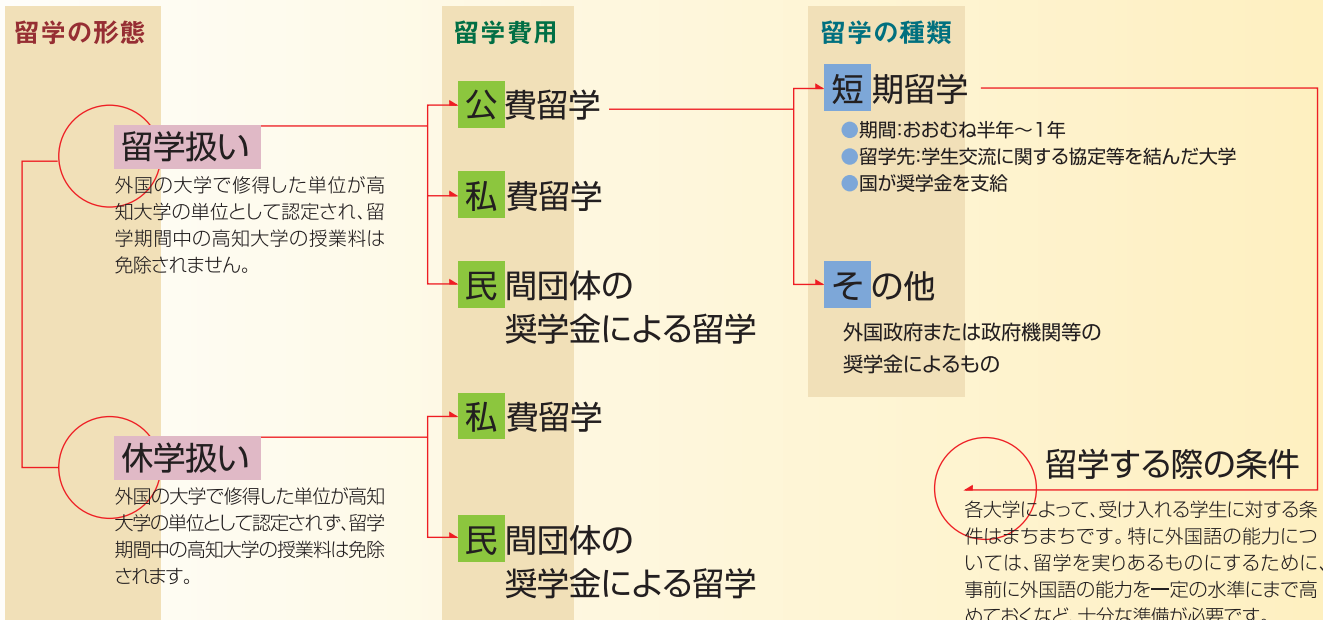 留学の形態
留学扱い
外国の大学で修得した単位が高
知大学の単位として認定され、留
学期間中の高知大学の授業料は
免除されません。
休学扱い
外国の大学で修得した単位が高知
大学の単位として認定されず、留学
期間中の高知大学の授業料は免除
されます。
留学費用
公費留学
私費留学
民間団体の
奨学金による留学
私費留学
民間団体の
奨学金による留学
留学の種類
短期留学
●期間:おおむね半年～1年
●留学先:学生交流に関する協定等を結んだ大学
●国が奨学金を支給
その他
外国政府または政府機関等の
奨学金によるもの
留学する際の条件
各大学によって、受け入れる学生に対する条
件はまちまちです。特に外国語の能力につ
いては、留学を実りあるものにするために、
事前に外国語の能力を一定の水準にまで高
めておくなど、十分な準備が必要です。